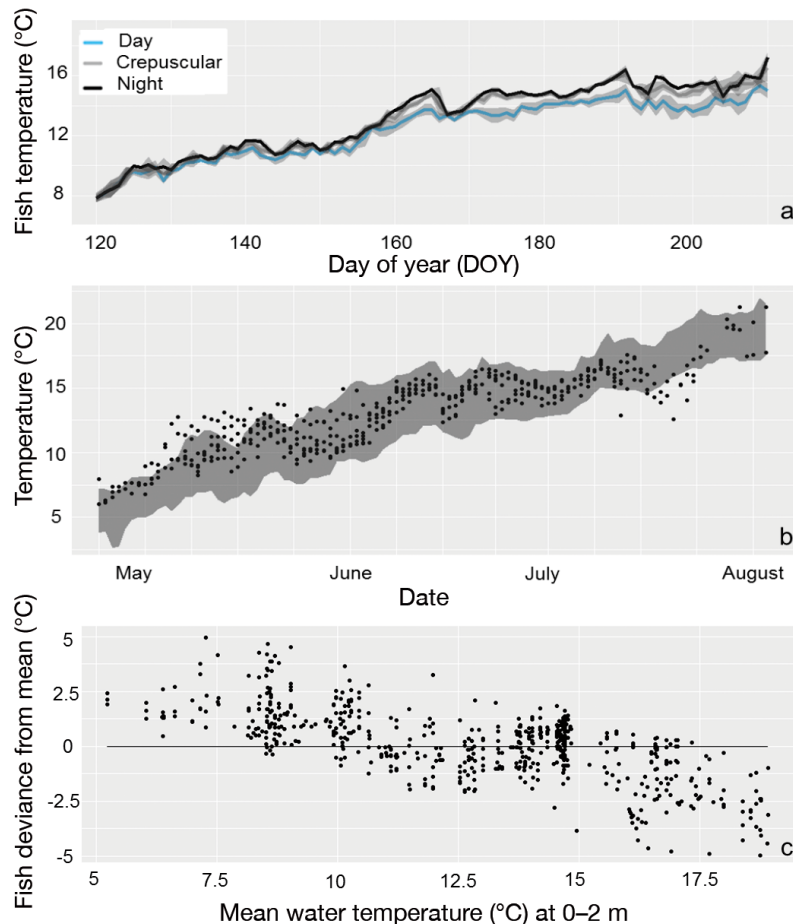 Fish temperature (°C)
Day
Crepuscular
Night
16
12
8
a
120
140
160
180
200
Day of year (DOY)
Temperature (°C)
20
15
10
5
b
May
June
July
August
Date
Fish deviance from mean (°C)
5
2.5
0
-2.5
-5
c
5
7.5
10
12.5
15
17.5
Mean water temperature (°C) at 0–2 m